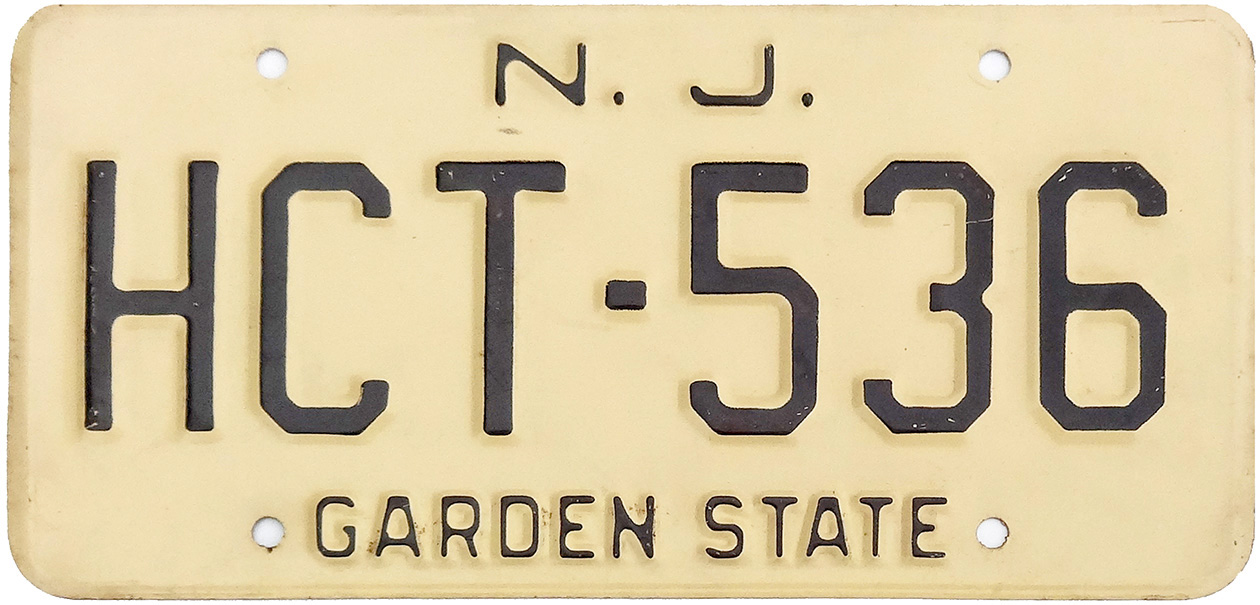 N. J.
HCT-536
GARDEN STATE